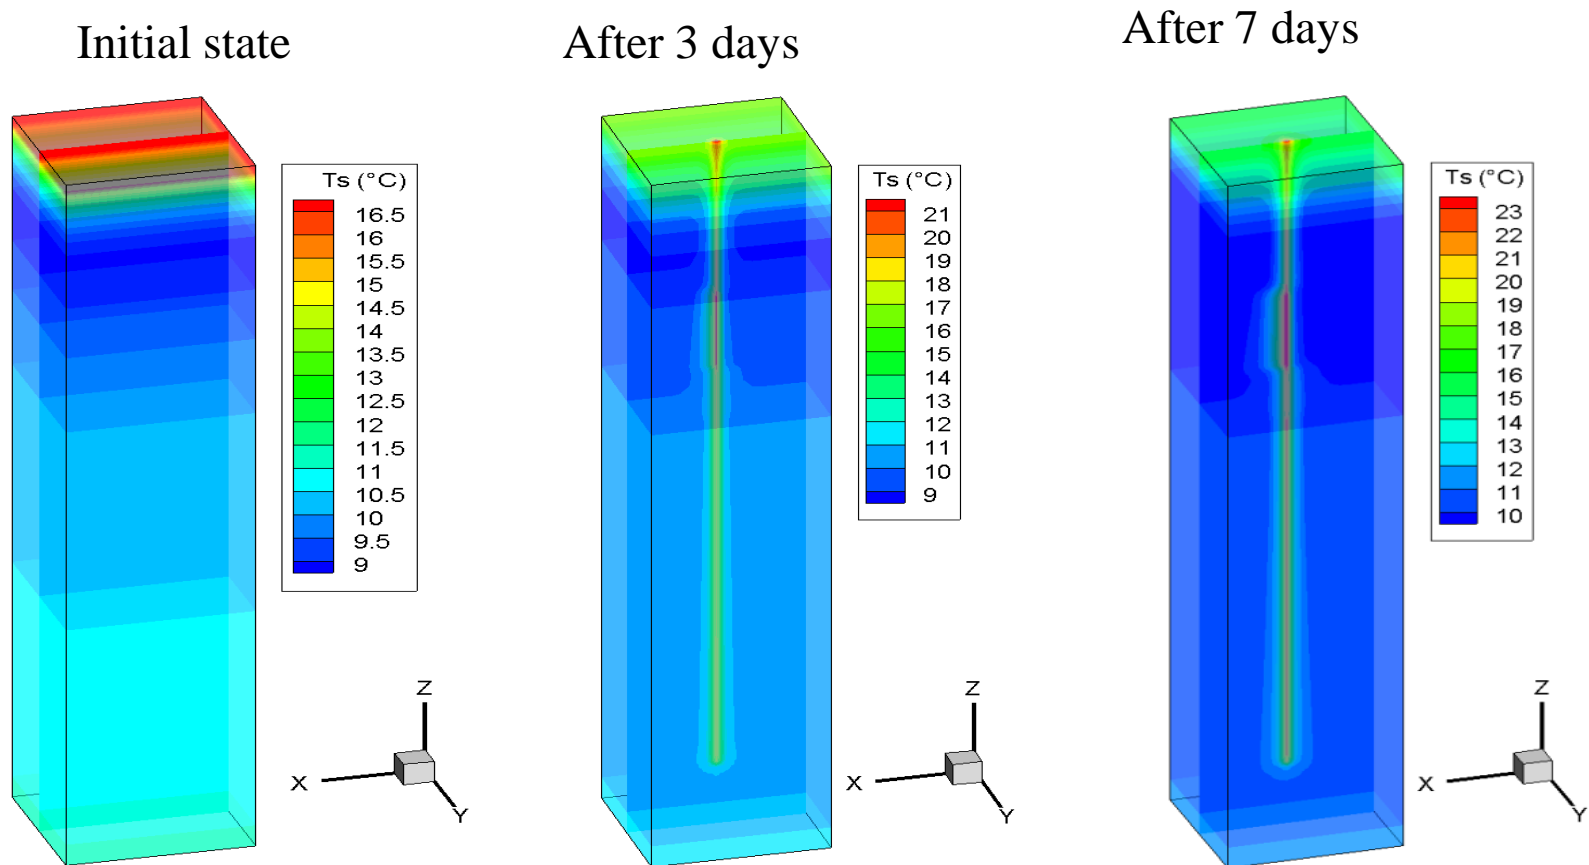 Initial state
After 3 days
After 7 days
Ts (°C)
16.5
16
15.5
15
14.5
14
13.5
13
12.5
12
11.5
11
10.5
10
9.5
9
Z
X
Y
Ts (°C)
21
20
19
18
17
16
15
14
13
12
11
10
9
Z
X
Y
Ts (°C)
23
22
21
20
19
18
17
16
15
14
13
12
11
10
Z
X
Y